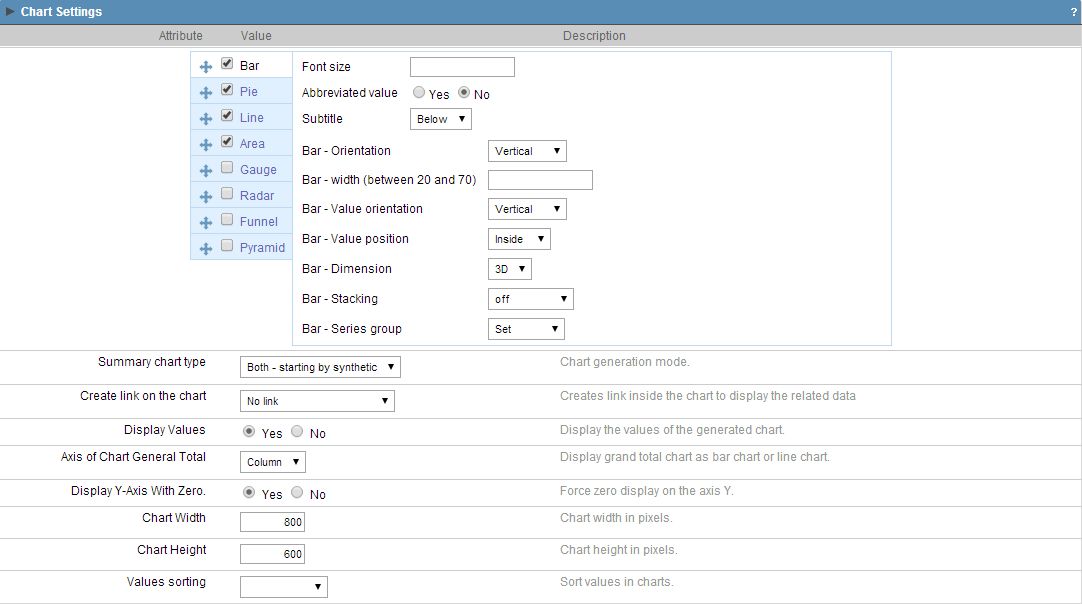 Chart Settings ?
Attribute Value Description
Bar Font size
Pie Abbreviated value Yes No
Line Subtitle Below
Area Bar - Orientation Vertical
Gauge Bar - width (between 20 and 70)
Radar Bar - Value orientation Vertical
Funnel Bar - Value position Inside
Pyramid Bar - Dimension 3D
Bar - Stacking off
Bar - Series group Set
Summary chart type Both - starting by synthetic Chart generation mode.
Create link on the chart No link Creates link inside the chart to display the related data
Display Values Yes No Display the values of the generated chart.
Axis of Chart General Total Column Display grand total chart as bar chart or line chart.
Display Y-Axis With Zero. Yes No Force zero display on the axis Y.
Chart Width 800 Chart width in pixels.
Chart Height 600 Chart height in pixels.
Values sorting Sort values in charts.